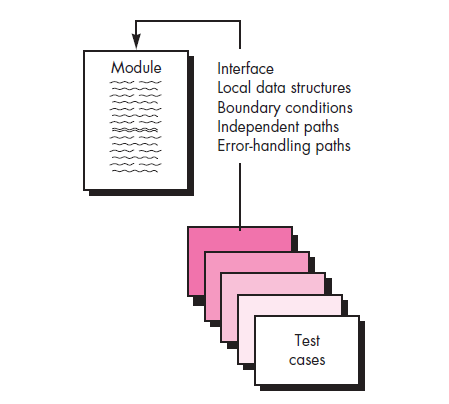 Module
Interface
Local data structures
Boundary conditions
Independent paths
Error-handling paths
Test
cases